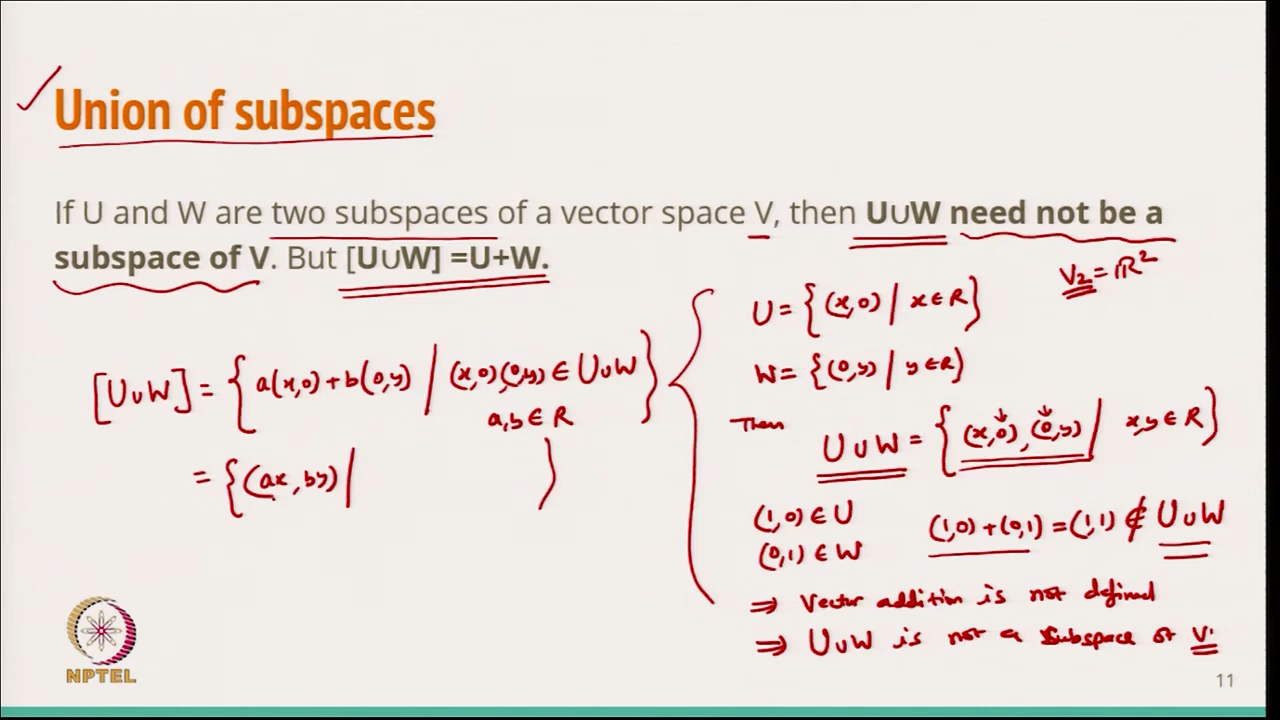 Union of subspaces
If U and W are two subspaces of a vector space V, then U∪W need not be a
subspace of V. But [U∪W] =U+W.
V₂ = ℝ²
[U∪W] = { a(x,0) + b(0,y) | (x,0) (0,y) ∈ U∪W }
a,b ∈ R
= { (ax, by) | }
U = { (x,0) / x ∈ R }
W = { (0,y) / y ∈ R }
Then
U∪W = { (x,0), (0,y) / x,y ∈ R }
(1,0) ∈ U
(0,1) ∈ W
(1,0) + (0,1) = (1,1) ∉ U∪W
⇒ Vector addition is not defined
⇒ U∪W is not a subspace of V.
NPTEL
11